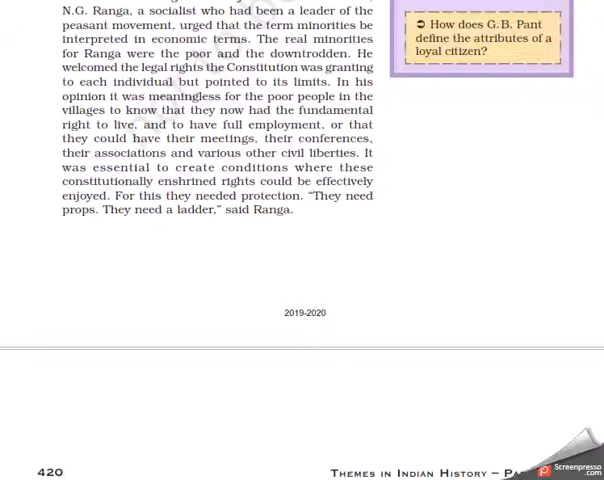 N.G. Ranga, a socialist who had been a leader of the
peasant movement, urged that the term minorities be
interpreted in economic terms. The real minorities
for Ranga were the poor and the downtrodden. He
welcomed the legal rights the Constitution was granting
to each individual but pointed to its limits. In his
opinion it was meaningless for the poor people in the
villages to know that they now had the fundamental
right to live, and to have full employment, or that
they could have their meetings, their conferences,
their associations and various other civil liberties. It
was essential to create conditions where these
constitutionally enshrined rights could be effectively
enjoyed. For this they needed protection. “They need
props. They need a ladder,” said Ranga.
➲ How does G.B. Pant
define the attributes of a
loyal citizen?
2019-2020
420
THEMES IN INDIAN HISTORY –
Screenpresso
.com